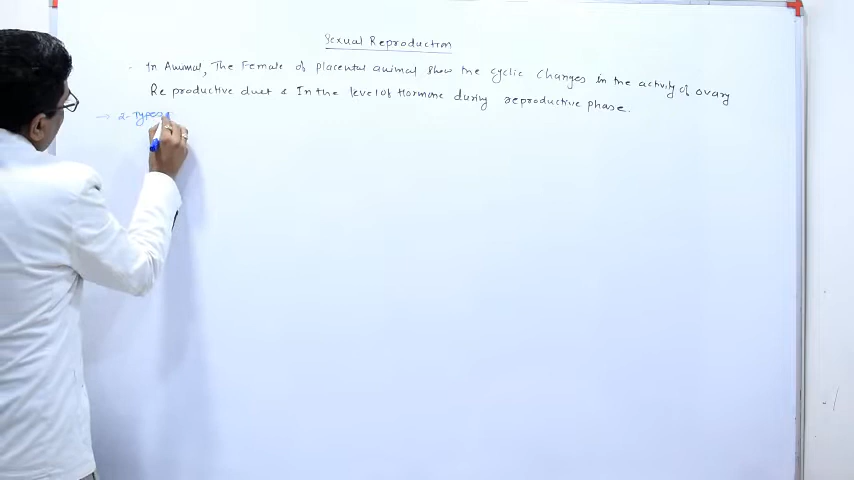 Sexual Reproduction
In Animal, The Female of placental animal show the cyclic changes in the activity of ovary
Reproductive duct & In the level of Hormone during reproductive phase.
→ 2-Types